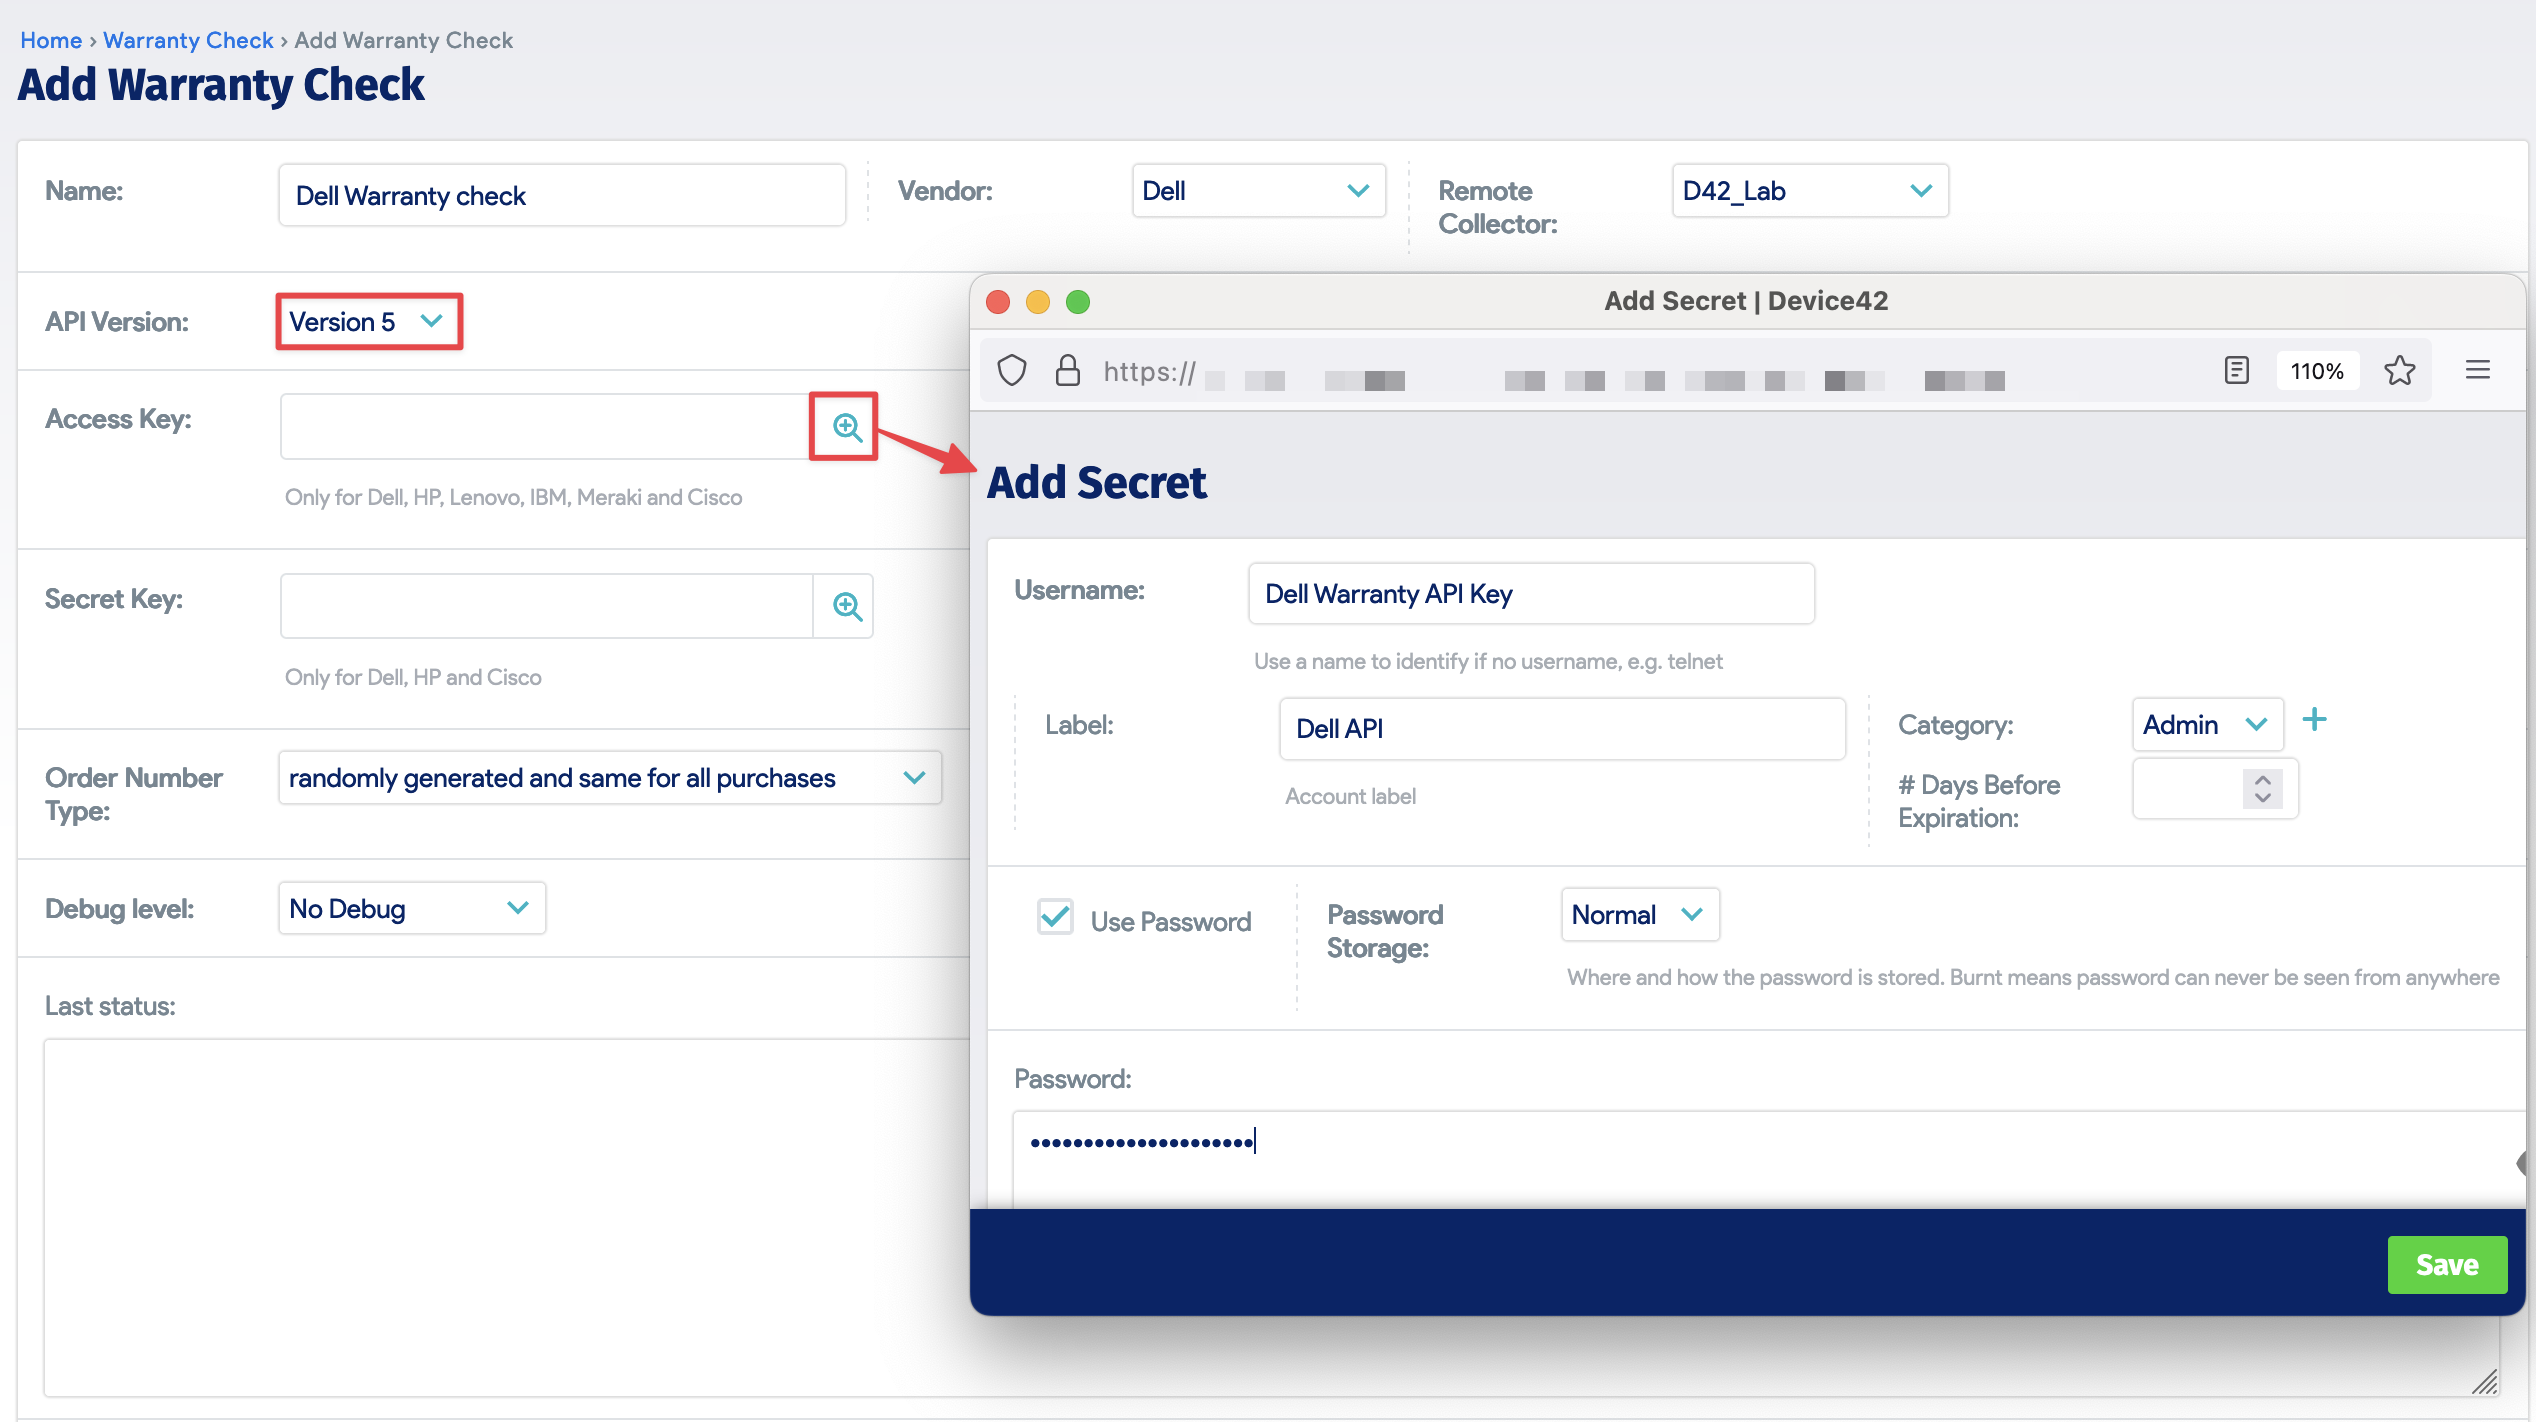 Home › Warranty Check › Add Warranty Check
Add Warranty Check
Name:
Dell Warranty check
Vendor:
Dell
Remote
Collector:
D42_Lab
API Version:
Version 5
Access Key:
Only for Dell, HP, Lenovo, IBM, Meraki and Cisco
Secret Key:
Only for Dell, HP and Cisco
Order Number
Type:
randomly generated and same for all purchases
Debug level:
No Debug
Last status:
Add Secret | Device42
https://
110%
Add Secret
Username:
Dell Warranty API Key
Use a name to identify if no username, e.g. telnet
Label:
Dell API
Account label
Category:
Admin
# Days Before
Expiration:
Use Password
Password
Storage:
Normal
Where and how the password is stored. Burnt means password can never be seen from anywhere
Password:
•••••••••••••••••••••
Save